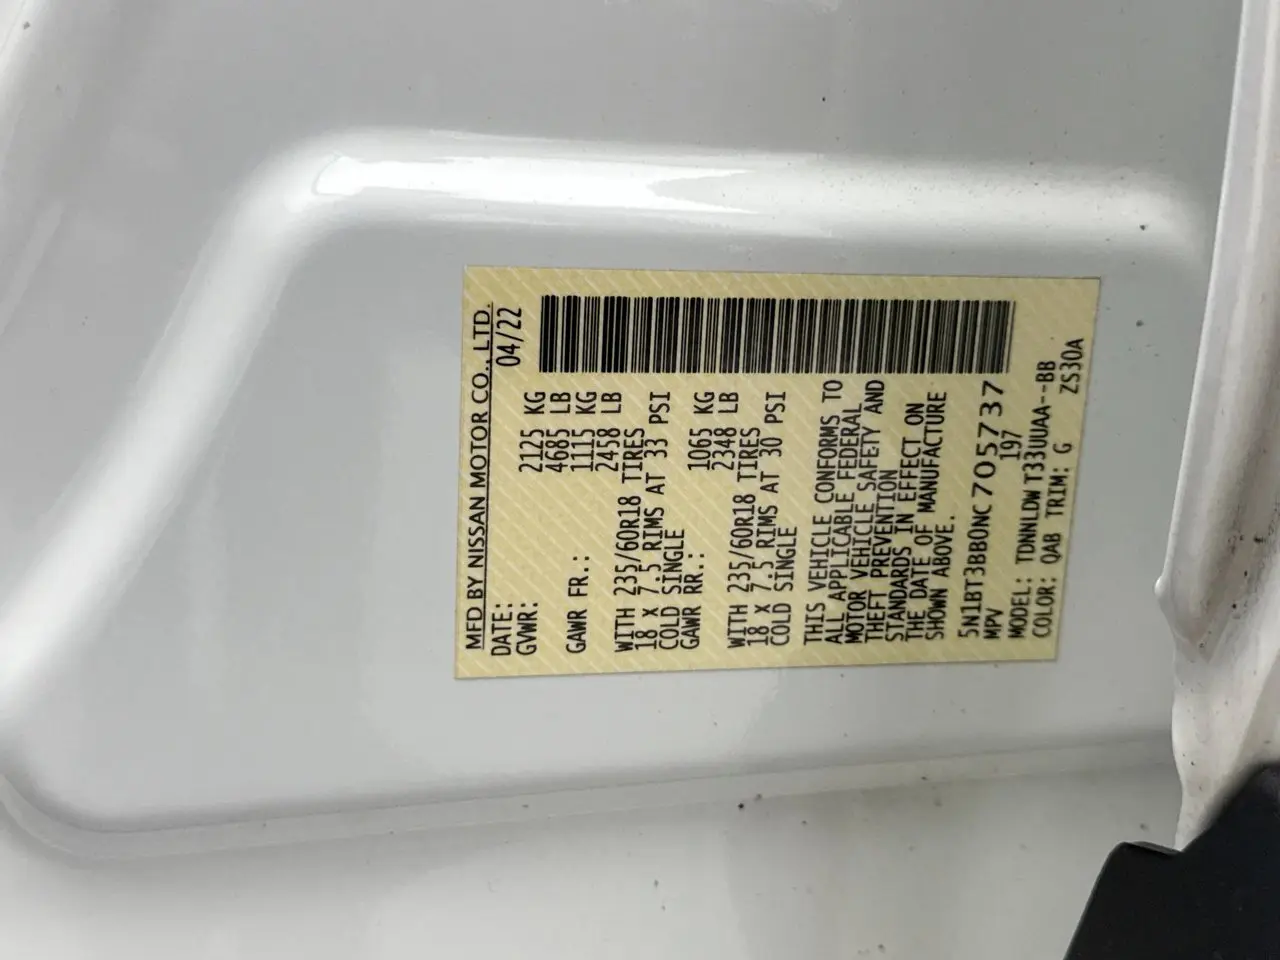 MFD BY NISSAN MOTOR CO., LTD.
DATE: 04/22
GVWR: 2125 KG
4685 LB
GAWR FR.: 1115 KG
2458 LB
WITH 235/60R18 TIRES
18 X 7.5 RIMS AT 33 PSI
COLD SINGLE
GAWR RR.: 1065 KG
2348 LB
WITH 235/60R18 TIRES
18 X 7.5 RIMS AT 30 PSI
COLD SINGLE
THIS VEHICLE CONFORMS TO
ALL APPLICABLE FEDERAL
MOTOR VEHICLE SAFETY AND
THEFT PREVENTION
STANDARDS IN EFFECT ON
THE DATE OF MANUFACTURE
SHOWN ABOVE.
5N1BT3BB0NC705737
MPV 197
MODEL: TDNNLDWT33UUAA--BB
COLOR: QAB TRIM: G ZS30A